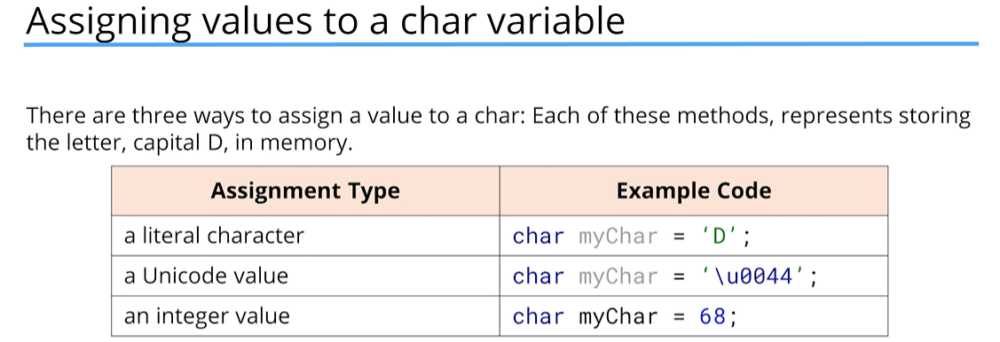 Assigning values to a char variable
There are three ways to assign a value to a char: Each of these methods, represents storing
the letter, capital D, in memory.
Assignment Type Example Code
a literal character char myChar = 'D';
a Unicode value char myChar = '\u0044';
an integer value char myChar = 68;